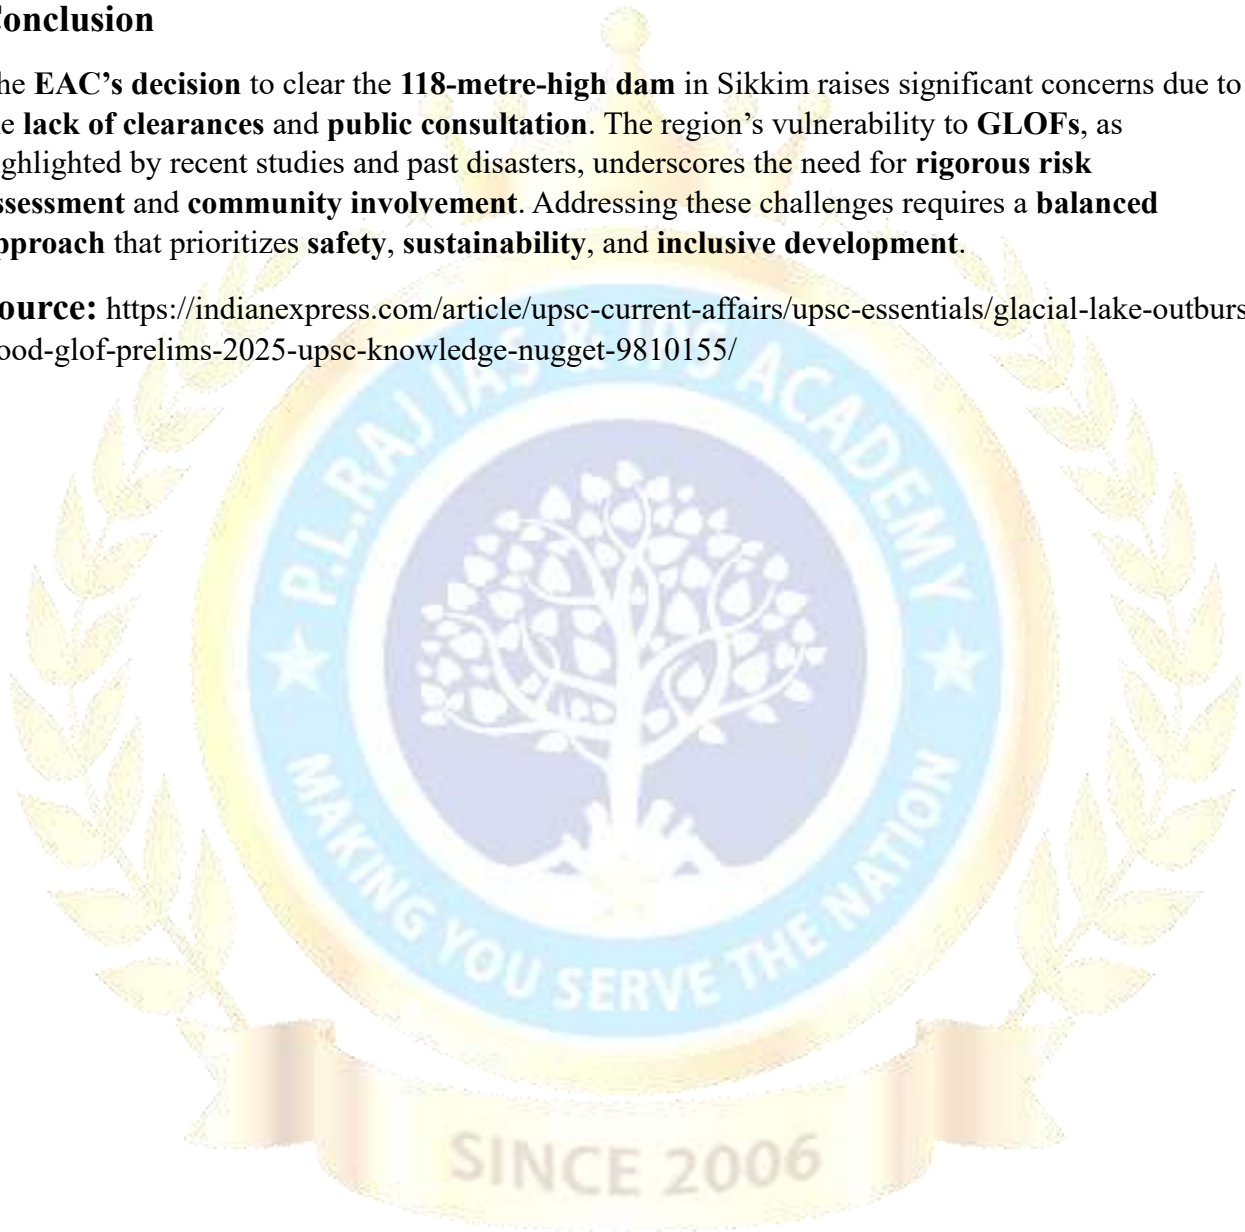 onclusion
he EAC's decision to clear the 118-metre-high dam in Sikkim raises significant concerns due to
e lack of clearances and public consultation. The region's vulnerability to GLOFs, as
ghlighted by recent studies and past disasters, underscores the need for rigorous risk
ssessment and community involvement. Addressing these challenges requires a balanced
pproach that prioritizes safety, sustainability, and inclusive development.
ource: https://indianexpress.com/article/upsc-current-affairs/upsc-essentials/glacial-lake-outburs
ood-glof-prelims-2025-upsc-knowledge-nugget-9810155/
P.L.RAJ IAS & IPS ACADEMY
MAKING YOU SERVE THE NATION
SINCE 2006